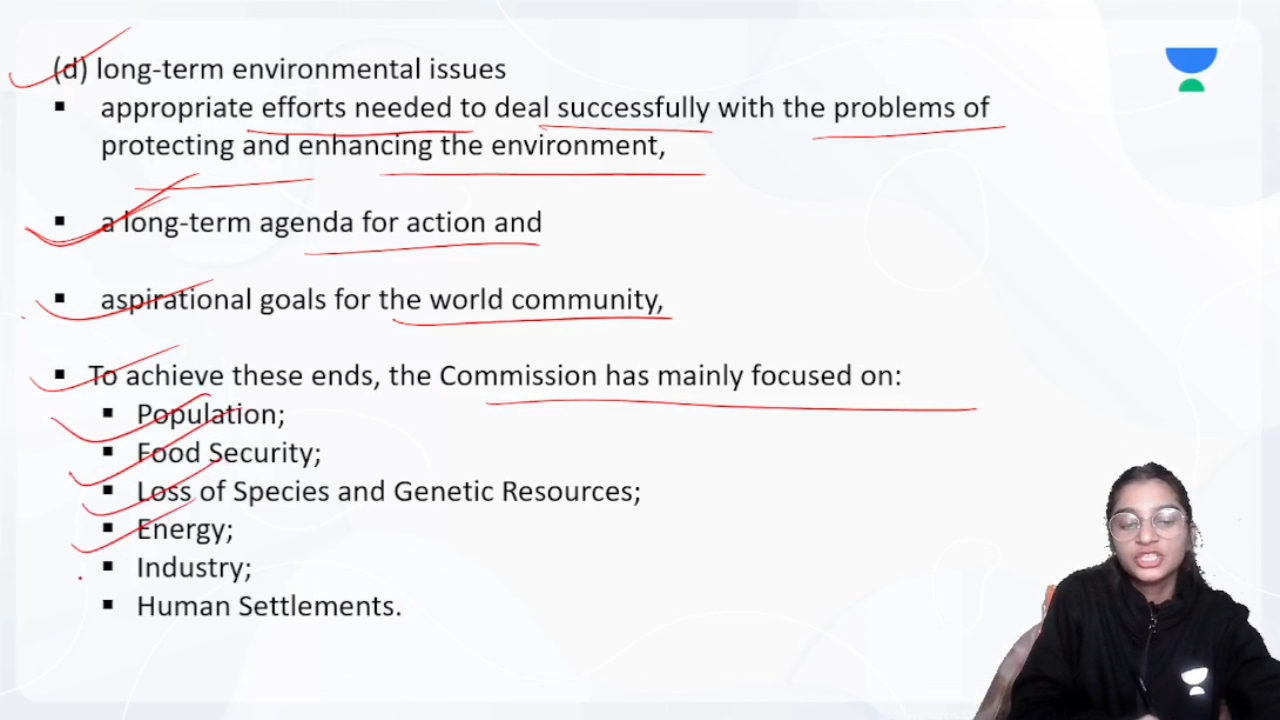 (d) long-term environmental issues
▪ appropriate efforts needed to deal successfully with the problems of
protecting and enhancing the environment,
▪ a long-term agenda for action and
▪ aspirational goals for the world community,
▪ To achieve these ends, the Commission has mainly focused on:
▪ Population;
▪ Food Security;
▪ Loss of Species and Genetic Resources;
▪ Energy;
▪ Industry;
▪ Human Settlements.